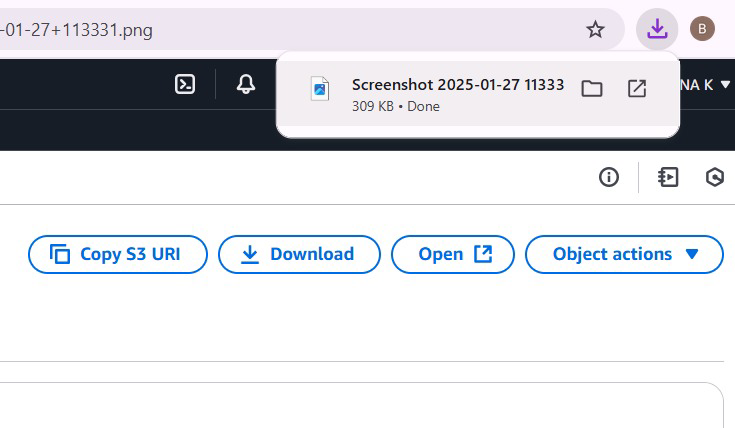 -01-27+113331.png
B
Screenshot 2025-01-27 11333
309 KB • Done
NA K
Copy S3 URI
Download
Open
Object actions